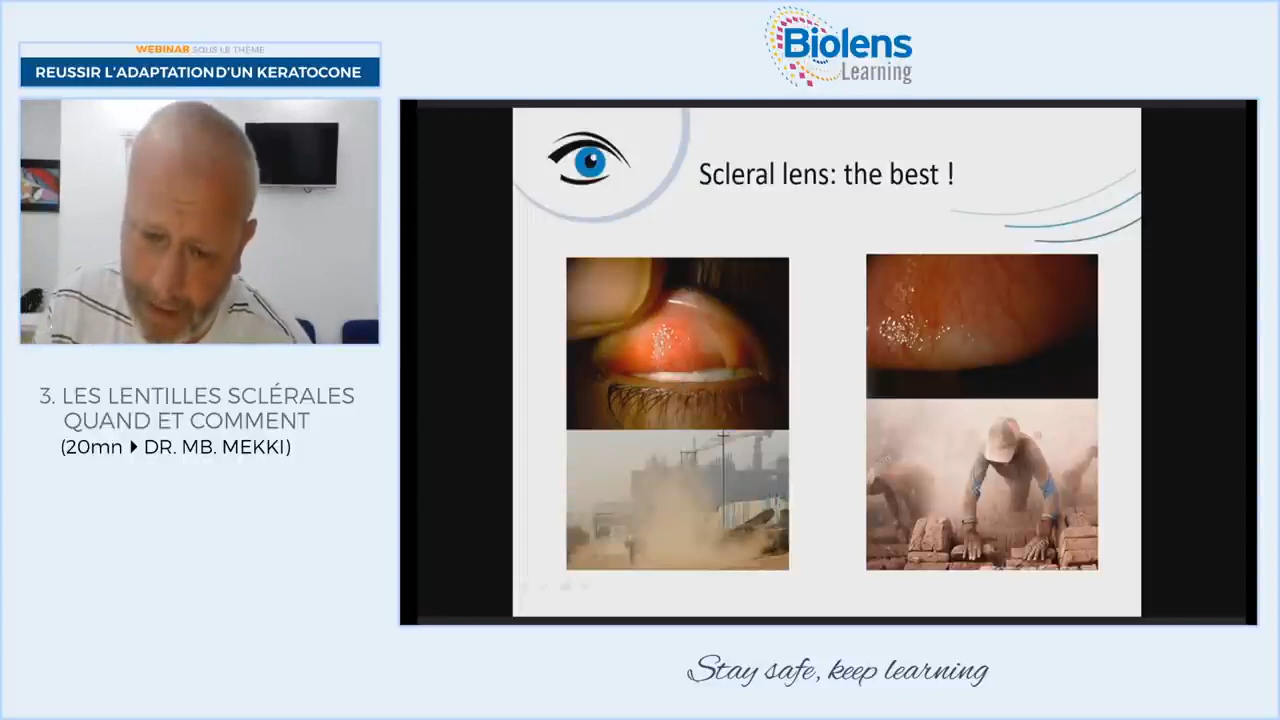 WEBINAR SOUS LE THÈME
REUSSIR L'ADAPTATION D'UN KERATOCONE
Biolens
Learning
Scleral lens: the best !
3. LES LENTILLES SCLÉRALES
QUAND ET COMMENT
(20mn DR. MB. MEKKI)
Stay safe, keep learning